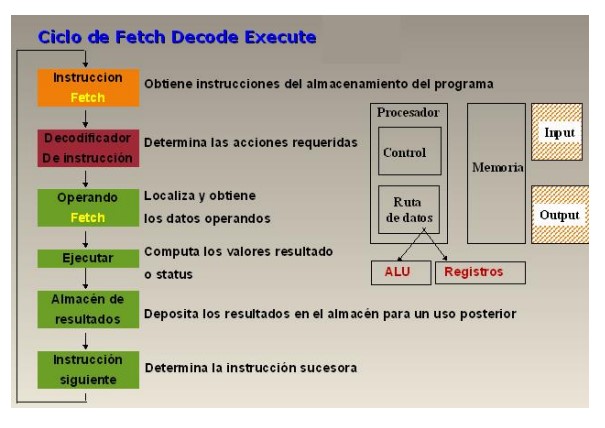 Ciclo de Fetch Decode Execute
Instruccion
Fetch
Obtiene instrucciones del almacenamiento del programa
Decodificador
De instrucción
Determina las acciones requeridas
Operando
Fetch
Localiza y obtiene
los datos operandos
Ejecutar
Computa los valores resultado
o status
Almacén de
resultados
Deposita los resultados en el almacén para un uso posterior
Instrucción
siguiente
Determina la instrucción sucesora
Procesador
Control
Ruta
de datos
Memoria
Input
Output
ALU
Registros